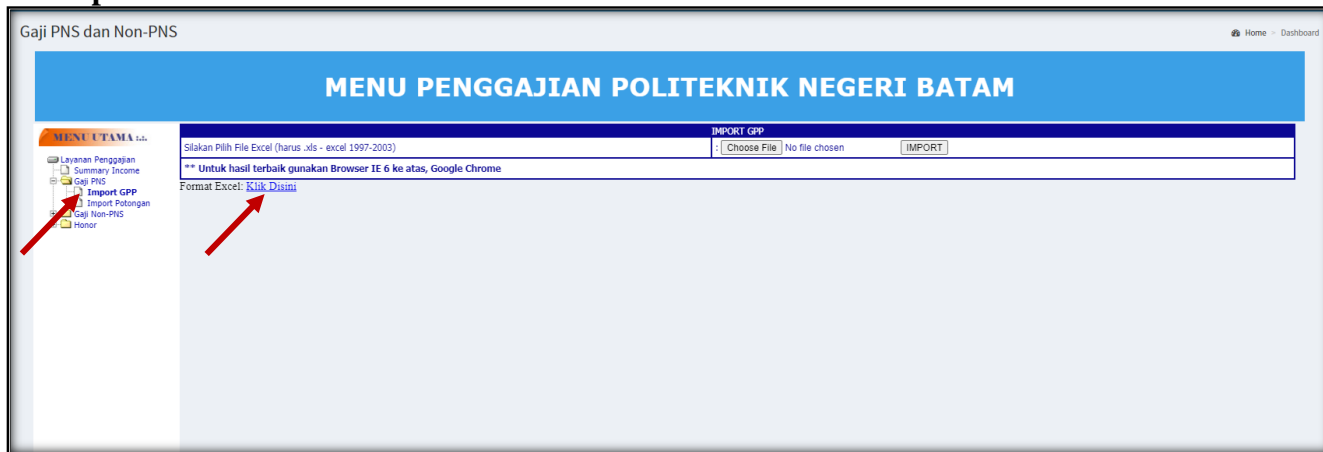 Gaji PNS dan Non-PNS
Home > Dashboard
MENU PENGGAJIAN POLITEKNIK NEGERI BATAM
MENU UTAMA :.:.
Layanan Penggajian
Summary Income
Gaji PNS
Import GPP
Import Potongan
Gaji Non-PNS
Honor
IMPORT GPP
Silakan Pilih File Excel (harus .xls - excel 1997-2003) : Choose File No file chosen IMPORT
** Untuk hasil terbaik gunakan Browser IE 6 ke atas, Google Chrome
Format Excel: Klik Disini